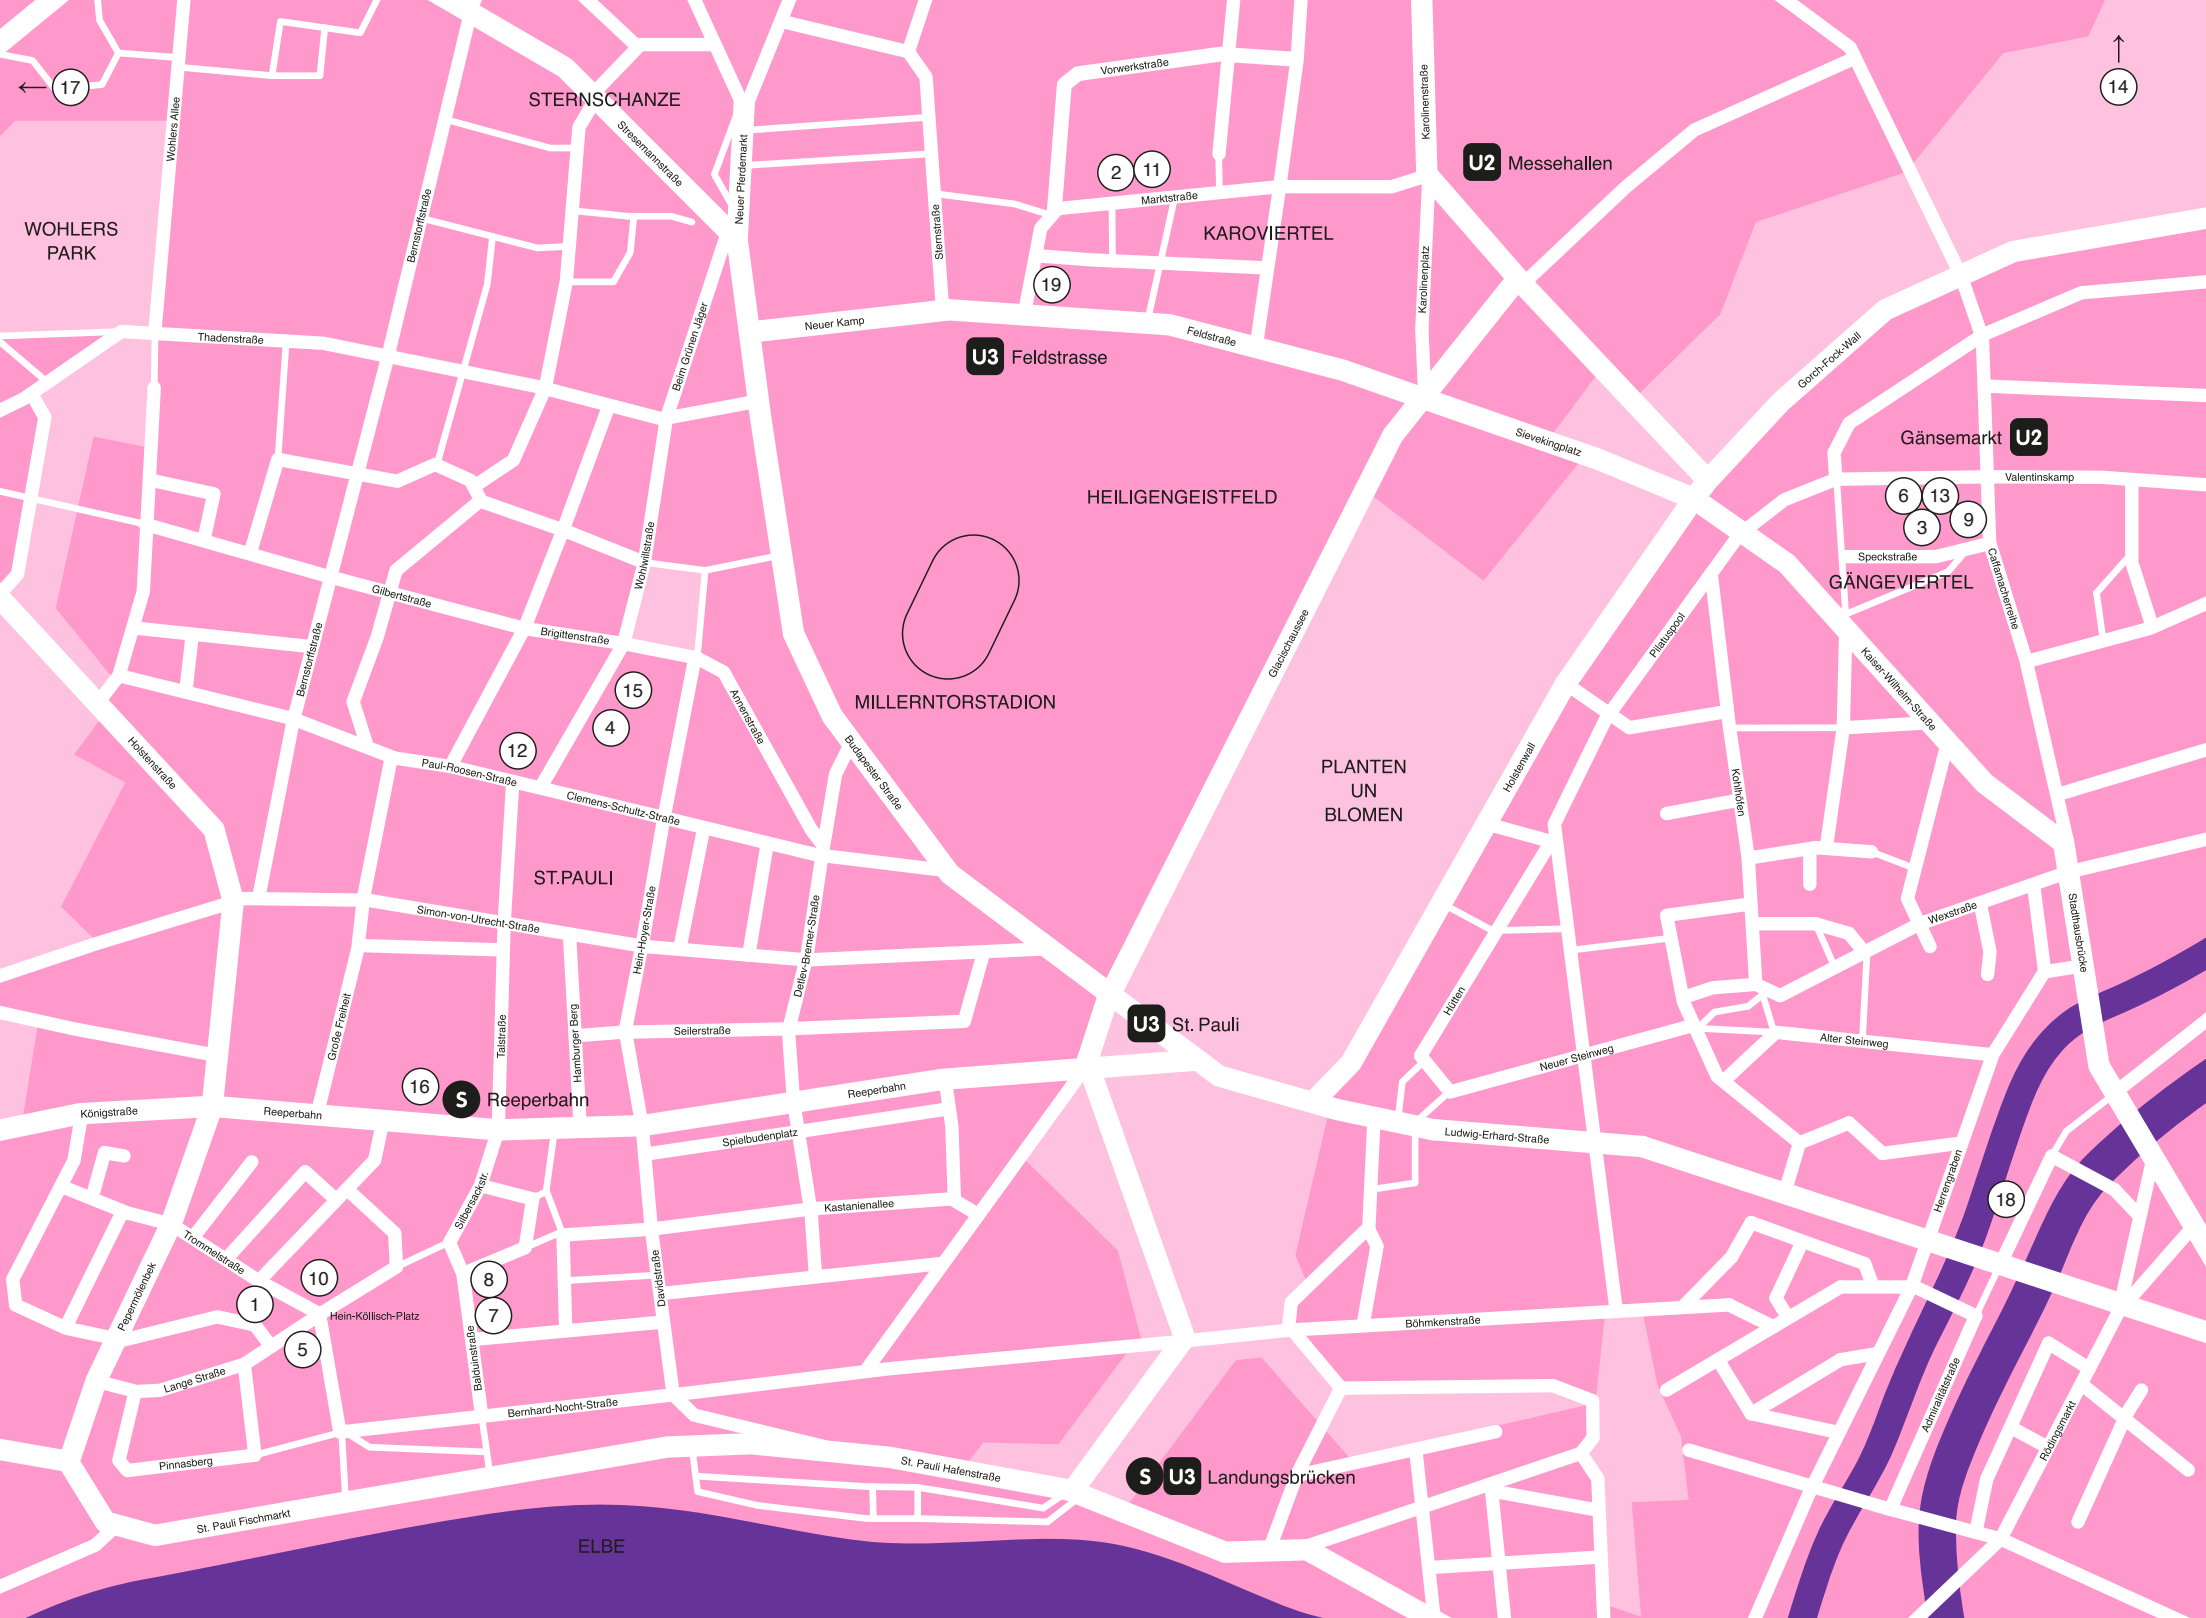 ← 17
↑
14
STERNSCHANZE
Stresemannstraße
Wohlers Allee
Neuer Pferdemarkt
Vorwerkstraße
Karolinenstraße
2
11
Marktstraße
U2 Messehallen
WOHLERS
PARK
Bernstorffstraße
Sternstraße
KAROVIERTEL
Karolinenplatz
19
Thadenstraße
Beim Grünen Jäger
Neuer Kamp
Feldstraße
U3 Feldstrasse
Gorch-Fock-Wall
Sievekingplatz
Gänsemarkt U2
Valentinskamp
6
13
3
9
Speckstraße
GÄNGEVIERTEL
Caffamacherreihe
HEILIGENGEISTFELD
Wohlwillstraße
Gilbertstraße
Brigittenstraße
Bernstorffstraße
Glacischaussee
Pilatuspool
Kaiser-Wilhelm-Straße
15
4
12
Annenstraße
MILLERNTORSTADION
Budapester Straße
Holstenstraße
Paul-Roosen-Straße
Clemens-Schultz-Straße
PLANTEN
UN
BLOMEN
Holstenwall
Kohlhöfen
ST.PAULI
Simon-von-Utrecht-Straße
Hein-Hoyer-Straße
Detlev-Bremer-Straße
Wexstraße
Stadthausbrücke
Große Freiheit
Talstraße
Hamburger Berg
Seilerstraße
U3 St. Pauli
Hütten
Neuer Steinweg
Alter Steinweg
16
S Reeperbahn
Königstraße
Reeperbahn
Reeperbahn
Spielbudenplatz
Ludwig-Erhard-Straße
Silbersackstr.
Kastanienallee
Herrengraben
18
Trommelstraße
Pepermölenbek
10
1
Hein-Köllisch-Platz
5
8
7
Davidstraße
Balduinstraße
Böhmkenstraße
Lange Straße
Bernhard-Nocht-Straße
Admiralitätstraße
Rödingsmarkt
Pinnasberg
St. Pauli Hafenstraße
S U3 Landungsbrücken
St. Pauli Fischmarkt
ELBE